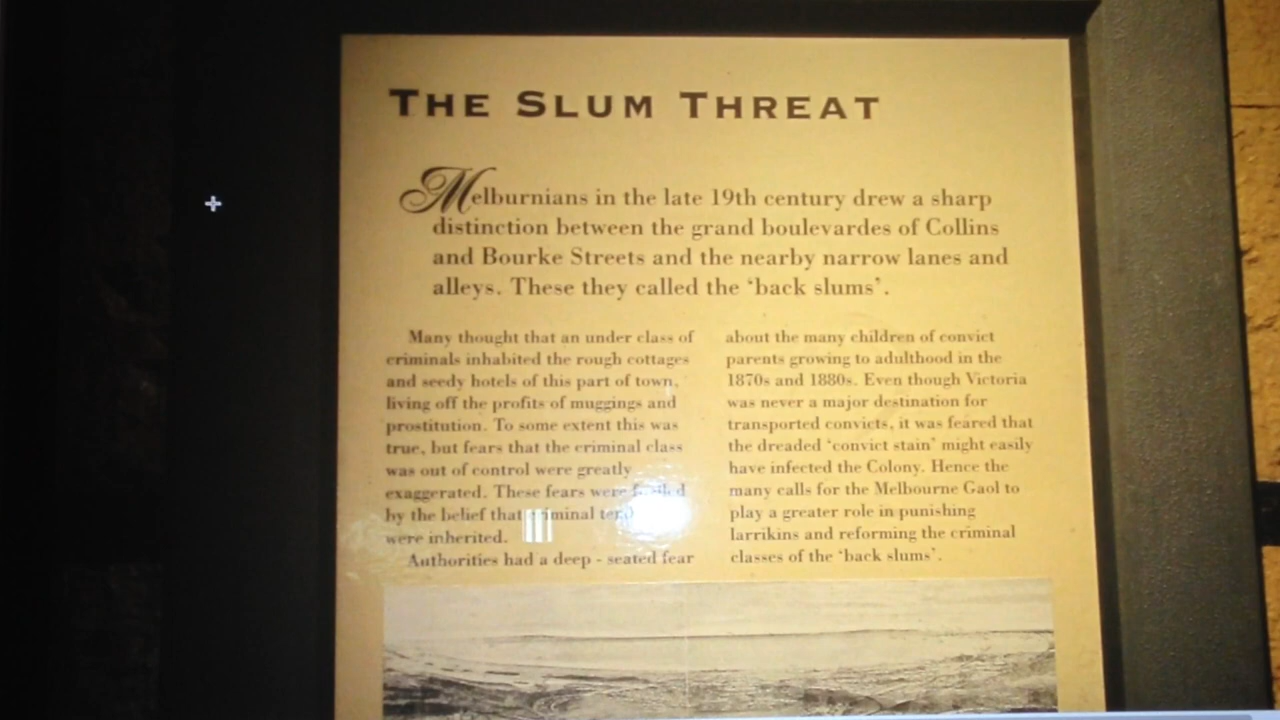 THE SLUM THREAT
Melburnians in the late 19th century drew a sharp
distinction between the grand boulevardes of Collins
and Bourke Streets and the nearby narrow lanes and
alleys. These they called the ‘back slums’.
Many thought that an under class of
criminals inhabited the rough cottages
and seedy hotels of this part of town,
living off the profits of muggings and
prostitution. To some extent this was
true, but fears that the criminal class
was out of control were greatly
exaggerated. These fears were
by the belief that criminal
were inherited.
Authorities had a deep - seated fear
about the many children of convict
parents growing to adulthood in the
1870s and 1880s. Even though Victoria
was never a major destination for
transported convicts, it was feared that
the dreaded ‘convict stain’ might easily
have infected the Colony. Hence the
many calls for the Melbourne Gaol to
play a greater role in punishing
larrikins and reforming the criminal
classes of the ‘back slums’.